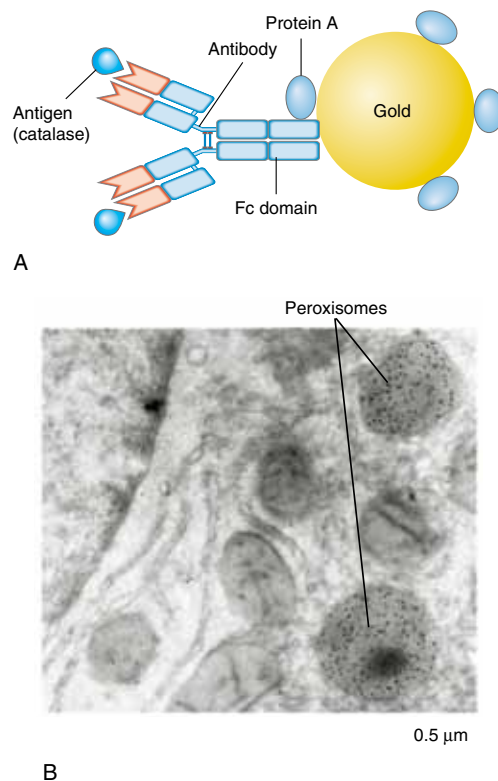 Protein A
Antibody
Antigen
(catalase)
Gold
Fc domain
A
Peroxisomes
0.5 μm
B